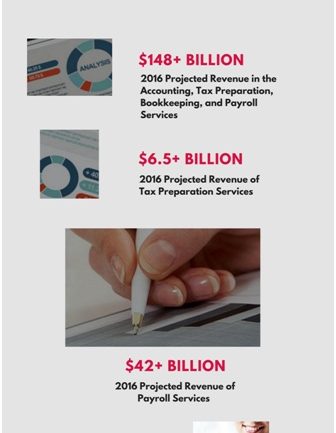 ANALYSIS
$148+ BILLION
2016 Projected Revenue in the
Accounting, Tax Preparation,
Bookkeeping, and Payroll
Services
$6.5+ BILLION
2016 Projected Revenue of
Tax Preparation Services
$42+ BILLION
2016 Projected Revenue of
Payroll Services